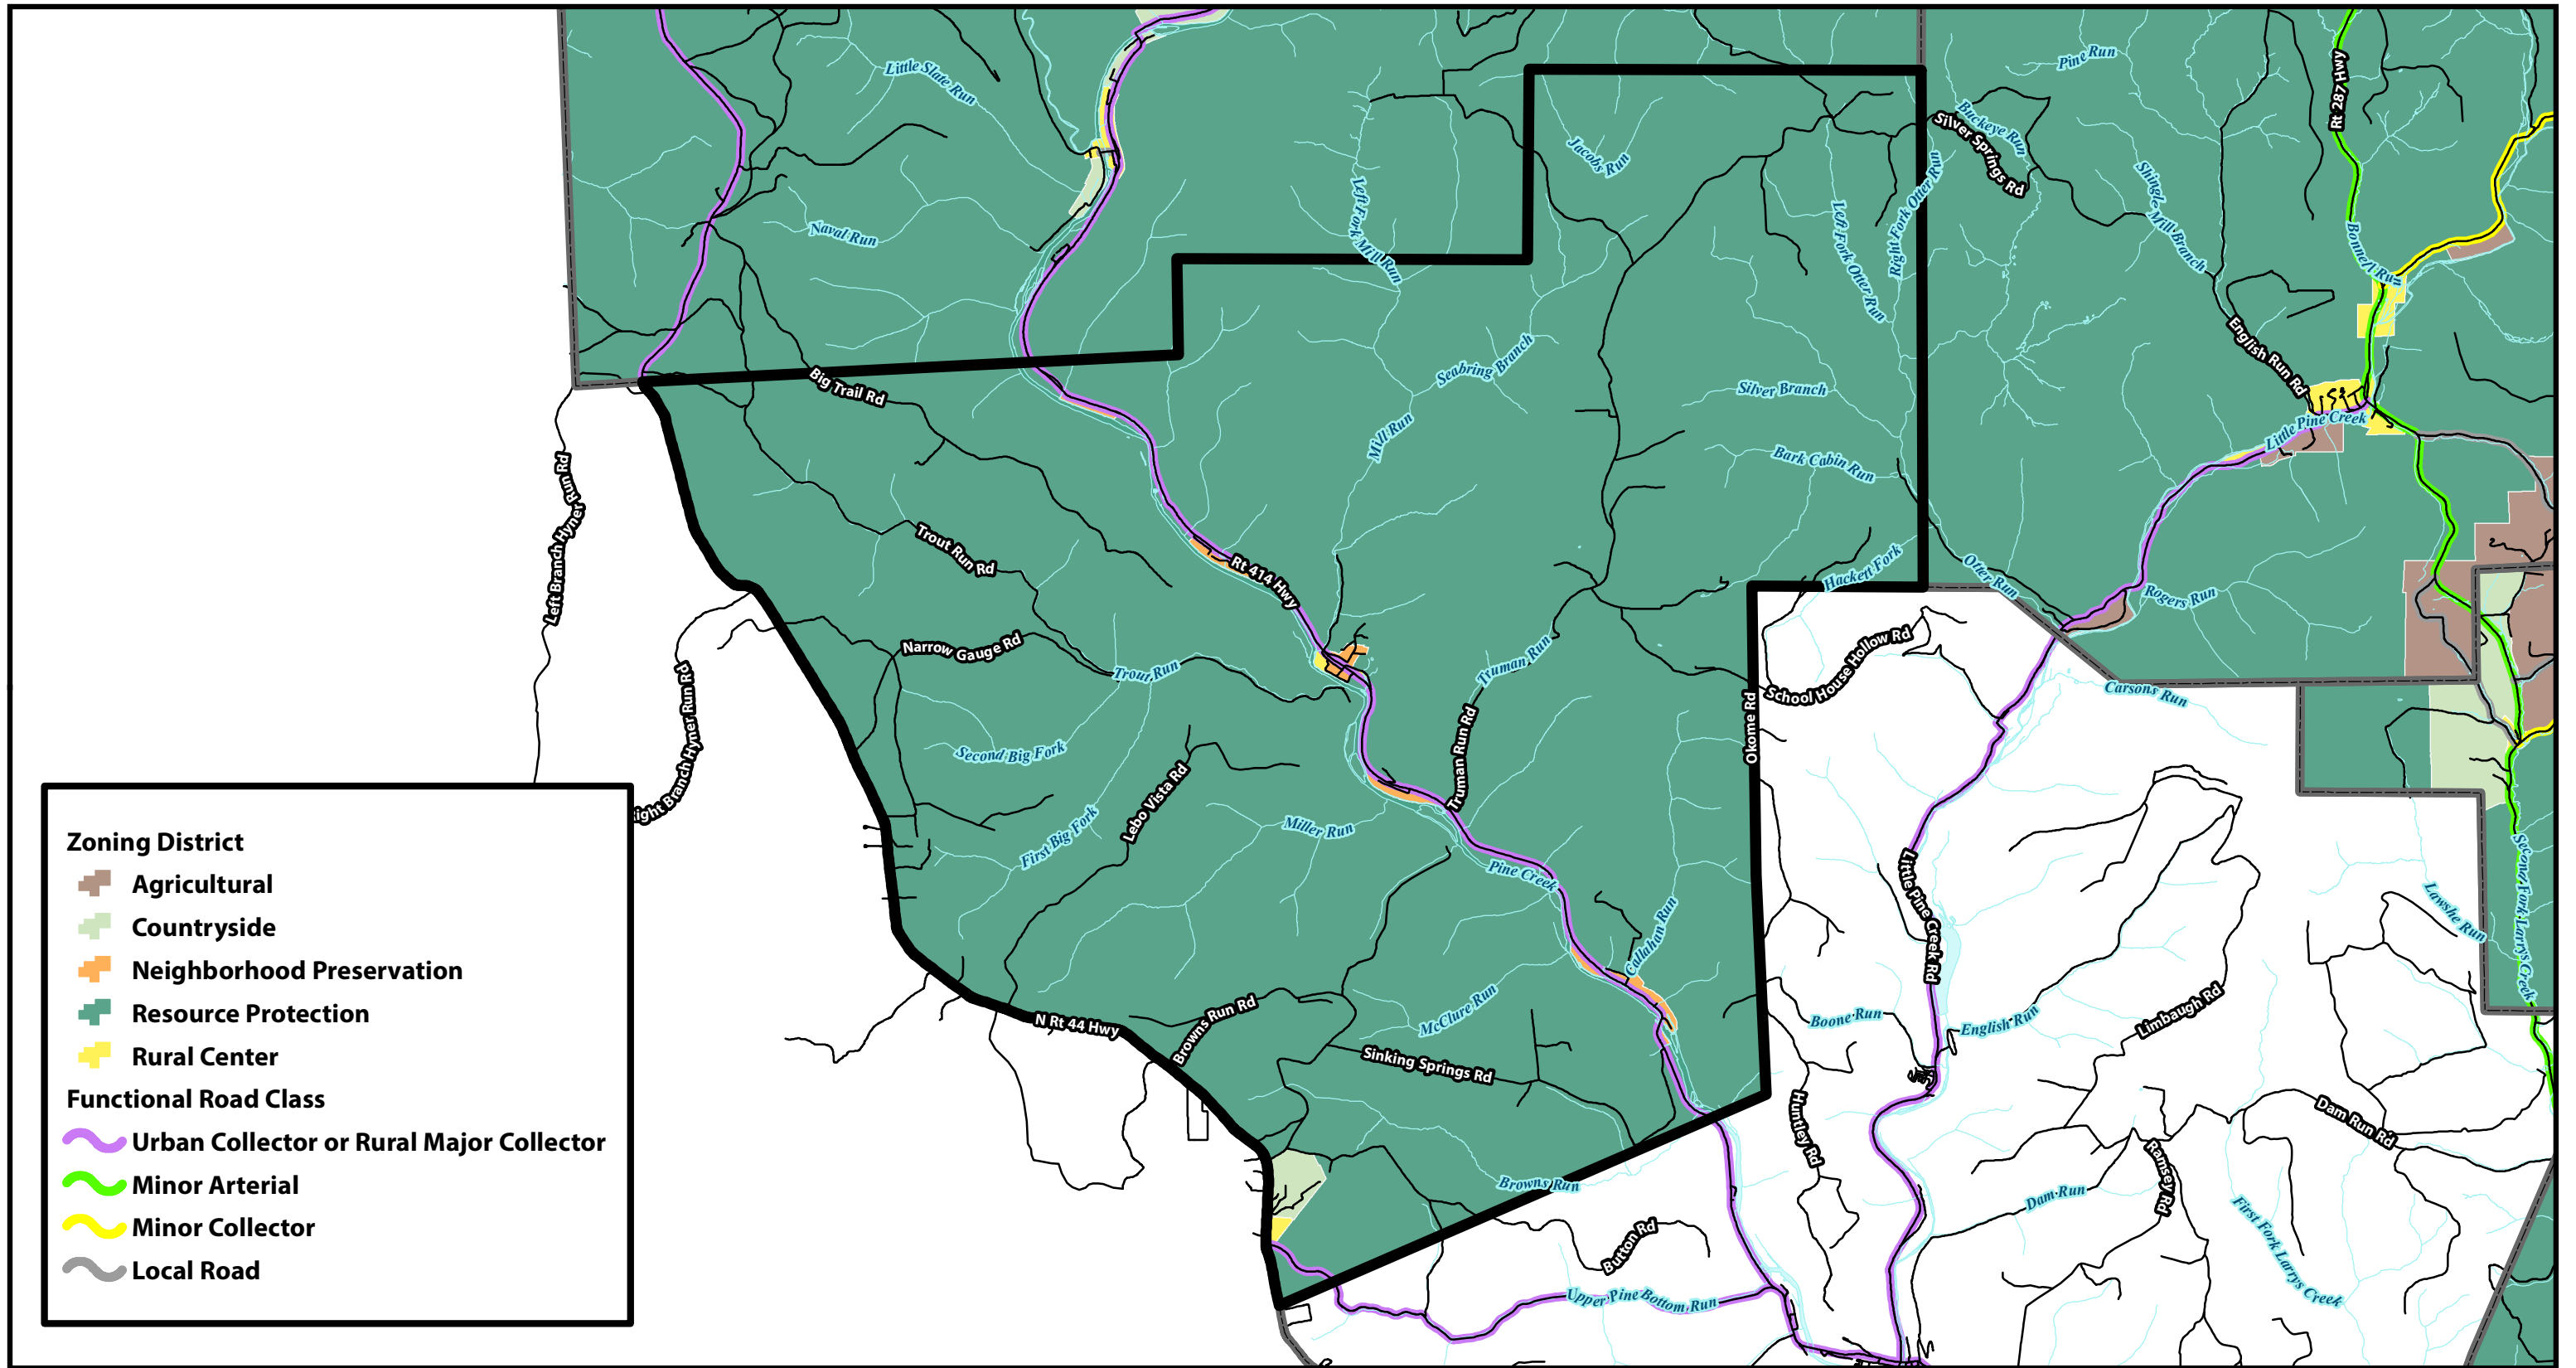 Little Slate Run
Pine Run
Rt 287 Hwy
Buckeye Run
Silver Springs Rd
Jacobs Run
Left Fork Mill Run
Right Fork Otter Run
Left Fork Otter Run
Shingle Mill Branch
Naval Run
Bonnell Run
English Run Rd
Big Trail Rd
Seabring Branch
Silver Branch
Mill Run
Little Pine Creek
Bark Cabin Run
Left Branch Hyner Run Rd
Trout Run Rd
Rt 414 Hwy
Hackett Fork
Otter Run
Rogers Run
Narrow Gauge Rd
School House Hollow Rd
Trout Run
Truman Run
Right Branch Hyner Run Rd
Carsons Run
Okome Rd
Truman Run Rd
Second Big Fork
Lebo Vista Rd
First Big Fork
Miller Run
Pine Creek
Little Pine Creek Rd
Lawshe Run
Second Fork Larrys Creek
Callahan Run
McClure Run
N Rt 44 Hwy
Browns Run Rd
Boone Run
English Run
Limbaugh Rd
Sinking Springs Rd
Huntley Rd
Dam Run Rd
Ramsey Rd
Browns Run
Dam Run
First Fork Larrys Creek
Button Rd
Upper Pine Bottom Run
Zoning District
Agricultural
Countryside
Neighborhood Preservation
Resource Protection
Rural Center
Functional Road Class
Urban Collector or Rural Major Collector
Minor Arterial
Minor Collector
Local Road